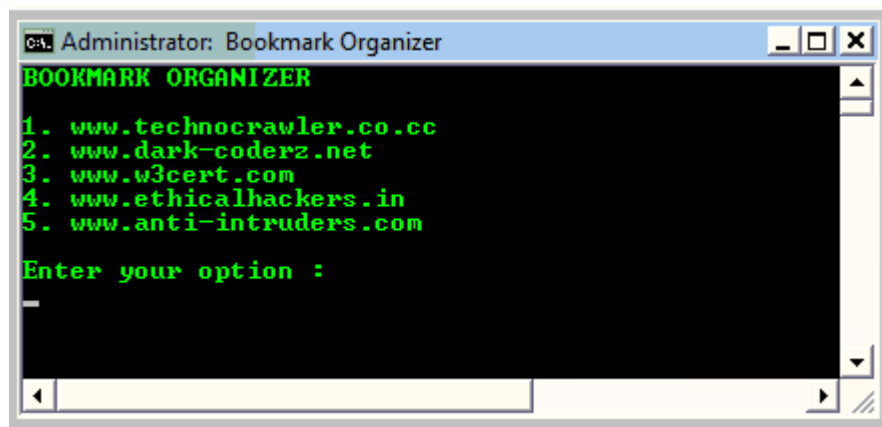 Administrator: Bookmark Organizer
BOOKMARK ORGANIZER
1. www.technocrawler.co.cc
2. www.dark-coderz.net
3. www.w3cert.com
4. www.ethicalhackers.in
5. www.anti-intruders.com
Enter your option :